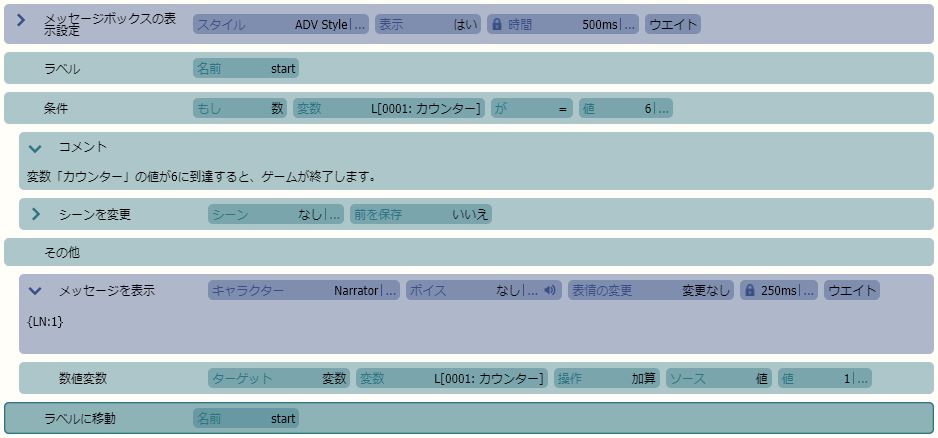 メッセージボックスの表示設定 スタイル ADV Style|... 表示 はい 時間 500ms|... ウエイト
ラベル 名前 start
条件 もし 数 変数 L[0001: カウンター] が = 値 6|...
コメント
変数「カウンター」の値が6に到達すると、ゲームが終了します。
シーンを変更 シーン なし|... 前を保存 いいえ
その他
メッセージを表示 キャラクター Narrator|... ボイス なし|... 表情の変更 変更なし 250ms|... ウエイト
{LN:1}
数値変数 ターゲット 変数 変数 L[0001: カウンター] 操作 加算 ソース 値 値 1|...
ラベルに移動 名前 start